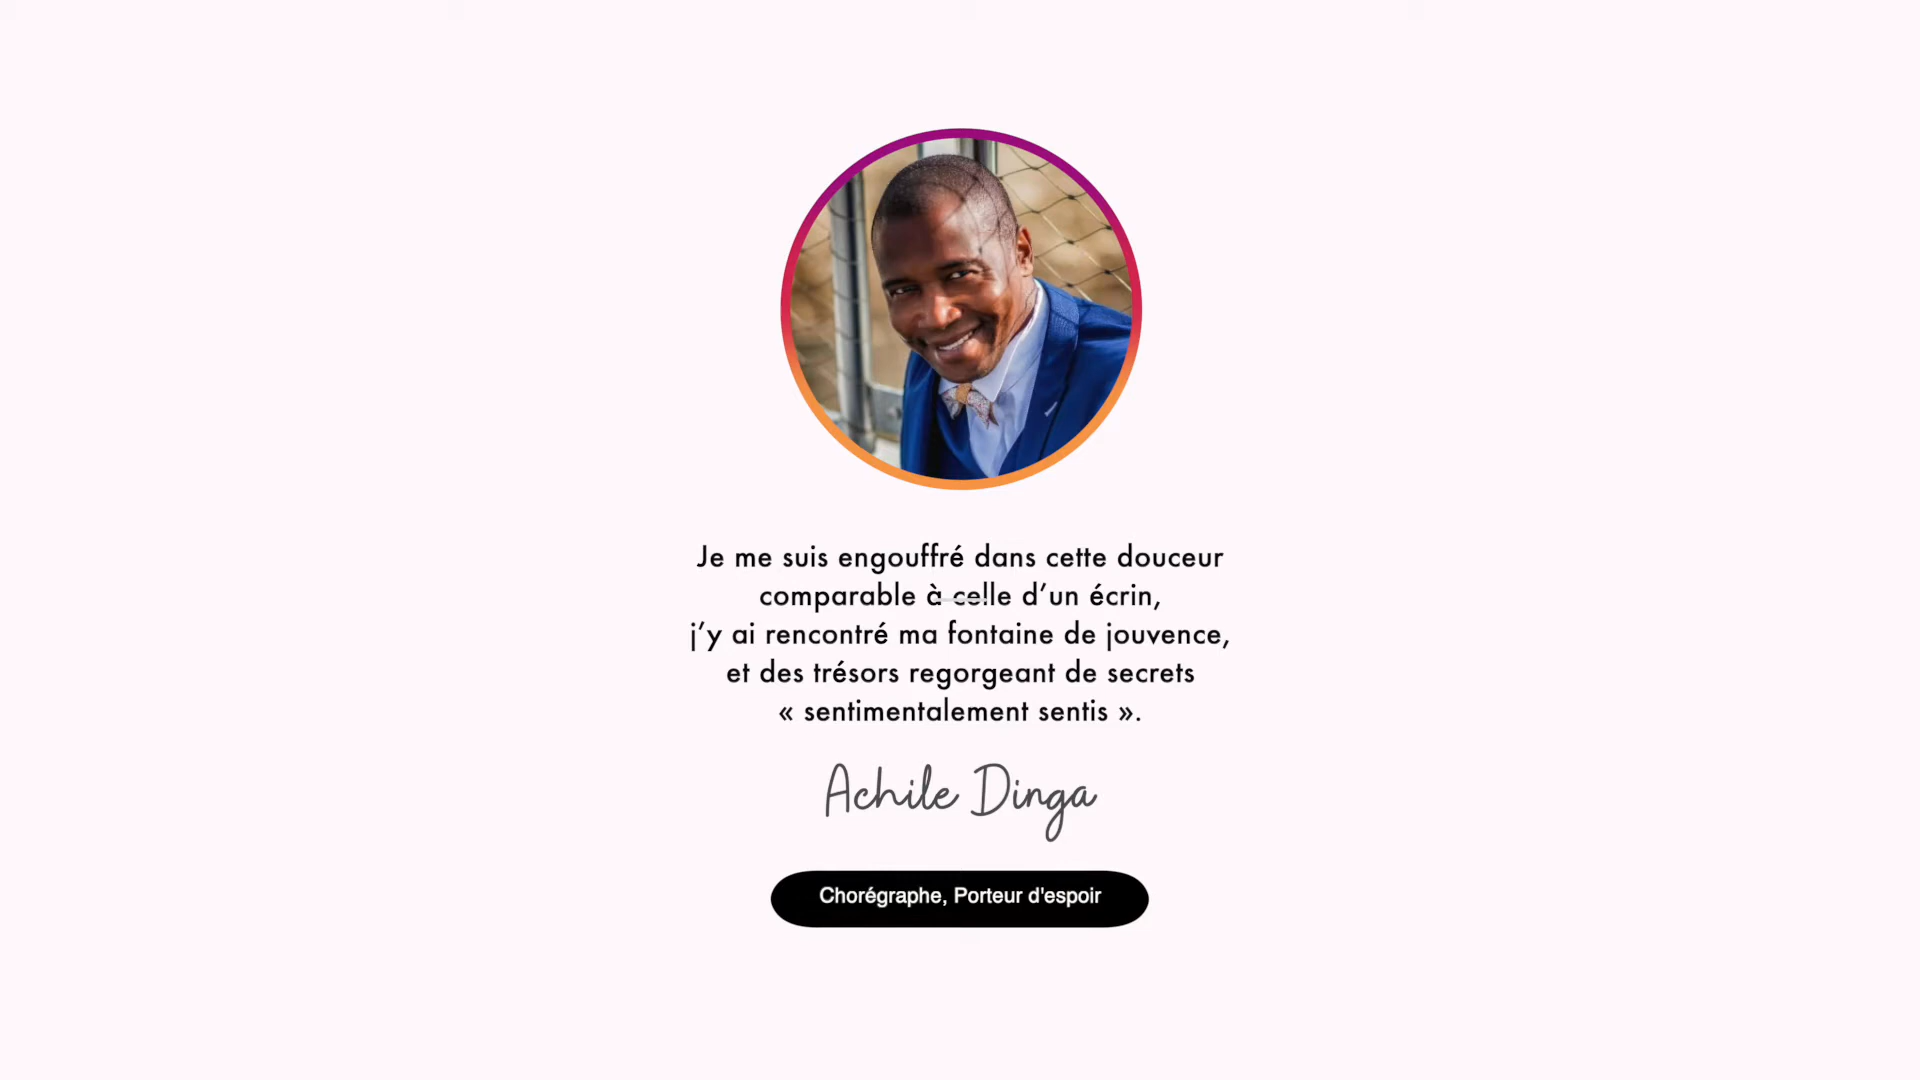 Je me suis engouffré dans cette douceur
comparable à celle d’un écrin,
j’y ai rencontré ma fontaine de jouvence,
et des trésors regorgeant de secrets
« sentimentalement sentis ».
Achile Dinga
Chorégraphe, Porteur d'espoir